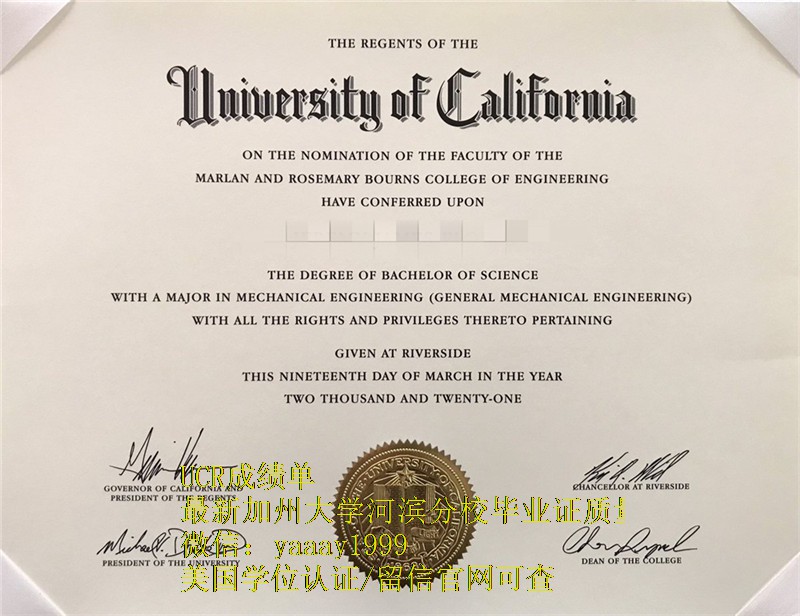 THE REGENTS OF THE
University of California
ON THE NOMINATION OF THE FACULTY OF THE
MARLAN AND ROSEMARY BOURNS COLLEGE OF ENGINEERING
HAVE CONFERRED UPON
THE DEGREE OF BACHELOR OF SCIENCE
WITH A MAJOR IN MECHANICAL ENGINEERING (GENERAL MECHANICAL ENGINEERING)
WITH ALL THE RIGHTS AND PRIVILEGES THERETO PERTAINING
GIVEN AT RIVERSIDE
THIS NINETEENTH DAY OF MARCH IN THE YEAR
TWO THOUSAND AND TWENTY-ONE
GOVERNOR OF CALIFORNIA AND
PRESIDENT OF THE REGENTS
CHANCELLOR AT RIVERSIDE
PRESIDENT OF THE UNIVERSITY
DEAN OF THE COLLEGE
UCR成绩单
最新加州大学河滨分校毕业证质!
微信：yaaay1999
美国学位认证/留信官网可查